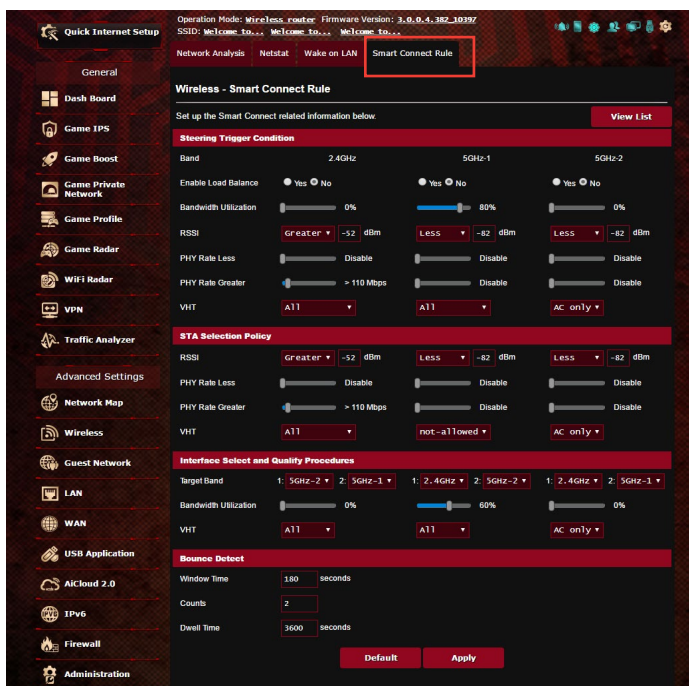 Quick Internet Setup
General
Dash Board
Game IPS
Game Boost
Game Private
Network
Game Profile
Game Radar
WiFi Radar
VPN
Traffic Analyzer
Advanced Settings
Network Map
Wireless
Guest Network
LAN
WAN
USB Application
AiCloud 2.0
IPv6
Firewall
Administration
Operation Mode: Wireless router Firmware Version: 3.0.0.4.382_10397
SSID: Welcome to... Welcome to... Welcome to...
Network Analysis Netstat Wake on LAN Smart Connect Rule
Wireless - Smart Connect Rule
Set up the Smart Connect related information below. View List
Steering Trigger Condition
Band 2.4GHz 5GHz-1 5GHz-2
Enable Load Balance Yes No Yes No Yes No
Bandwidth Utilization 0% 80% 0%
RSSI Greater -52 dBm Less -82 dBm Less -82 dBm
PHY Rate Less Disable Disable Disable
PHY Rate Greater > 110 Mbps Disable Disable
VHT All All AC only
STA Selection Policy
RSSI Greater -52 dBm Less -82 dBm Less -82 dBm
PHY Rate Less Disable Disable Disable
PHY Rate Greater > 110 Mbps Disable Disable
VHT All not-allowed AC only
Interface Select and Quality Procedures
Target Band 1: 5GHz-2 2: 5GHz-1 1: 2.4GHz 2: 5GHz-2 1: 2.4GHz 2: 5GHz-1
Bandwidth Utilization 0% 60% 0%
VHT All All AC only
Bounce Detect
Window Time 180 seconds
Counts 2
Dwell Time 3600 seconds
Default Apply